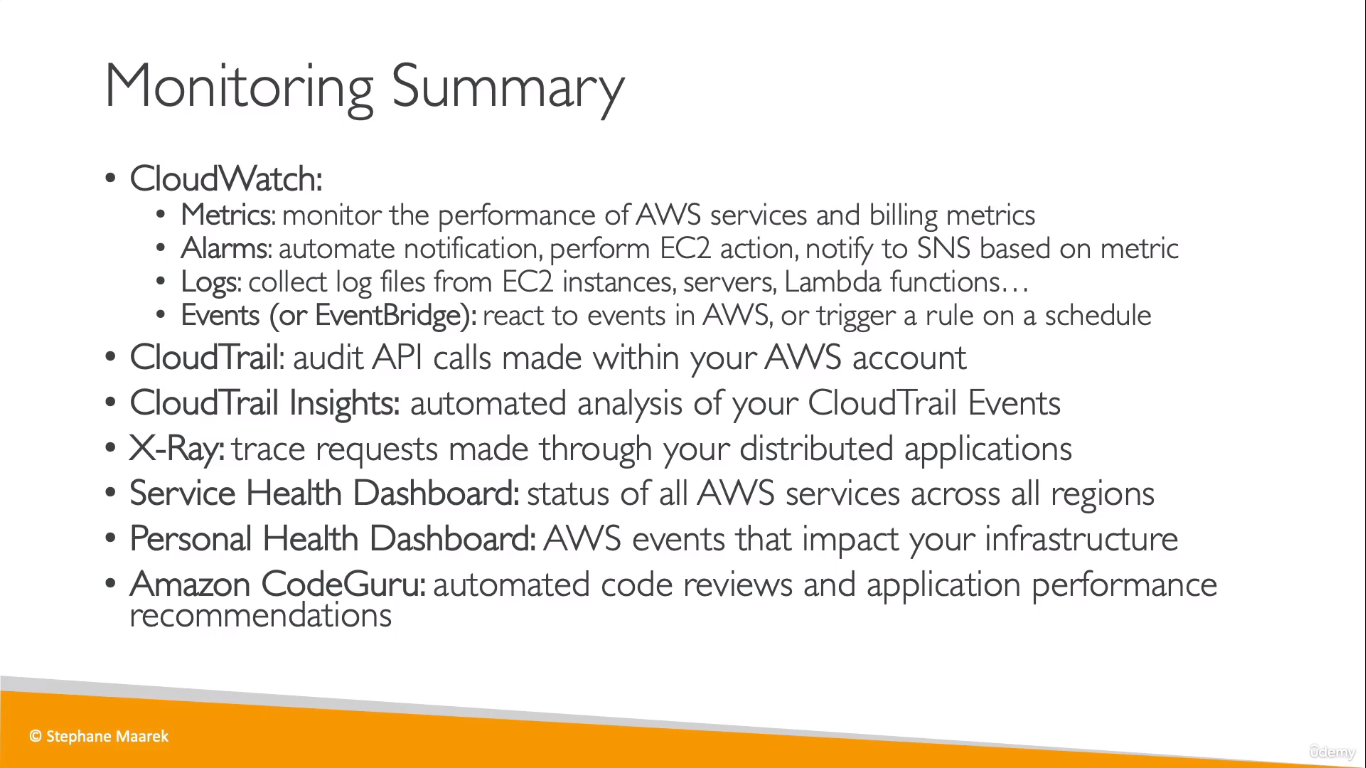 Monitoring Summary
• CloudWatch:
• Metrics: monitor the performance of AWS services and billing metrics
• Alarms: automate notification, perform EC2 action, notify to SNS based on metric
• Logs: collect log files from EC2 instances, servers, Lambda functions…
• Events (or EventBridge): react to events in AWS, or trigger a rule on a schedule
• CloudTrail: audit API calls made within your AWS account
• CloudTrail Insights: automated analysis of your CloudTrail Events
• X-Ray: trace requests made through your distributed applications
• Service Health Dashboard: status of all AWS services across all regions
• Personal Health Dashboard: AWS events that impact your infrastructure
• Amazon CodeGuru: automated code reviews and application performance
recommendations
© Stephane Maarek
ûdemy